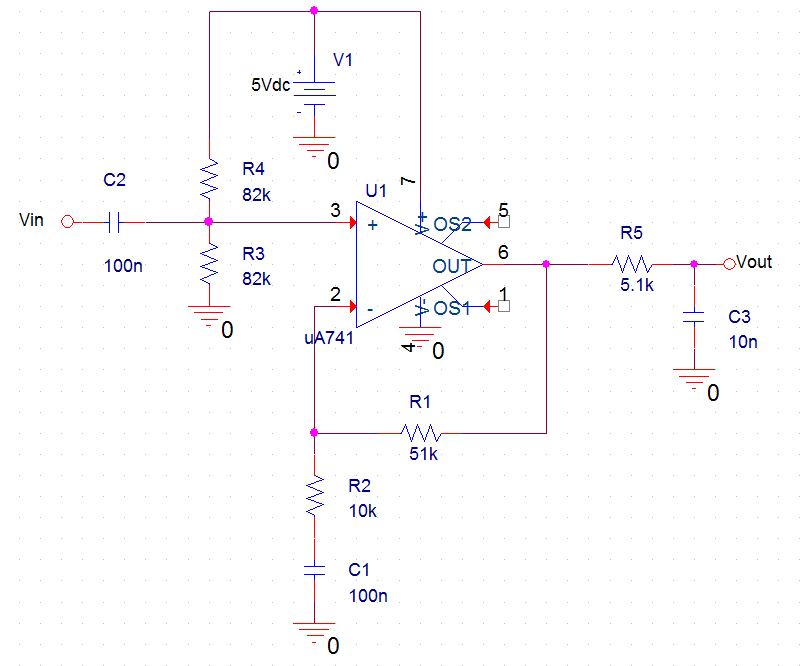 V1
5Vdc
0
R4
82k
C2
100n
Vin
R3
82k
0
U1
7
3
+
V+
OS2
5
OUT
6
2
-
V-
OS1
1
uA741
4
0
R5
5.1k
Vout
C3
10n
0
R1
51k
R2
10k
C1
100n
0